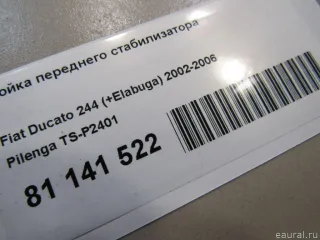 ойка переднего стабилизатора
Fiat Ducato 244 (+Elabuga) 2002-2006
Pilenga TS-P2401
81 141 522
eaural.ru